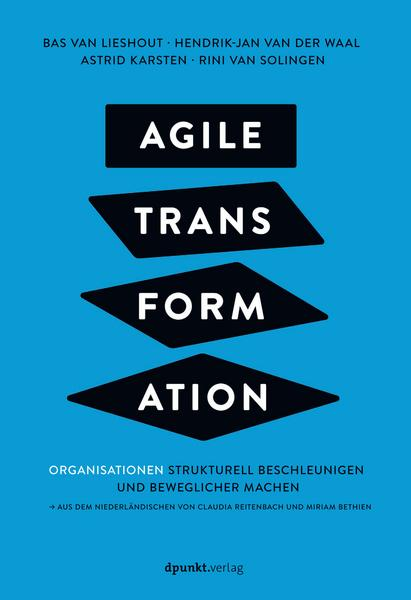 BAS VAN LIESHOUT · HENDRIK-JAN VAN DER WAAL
ASTRID KARSTEN · RINI VAN SOLINGEN
AGILE
TRANS
FORM
ATION
ORGANISATIONEN STRUKTURELL BESCHLEUNIGEN
UND BEWEGLICHER MACHEN
→ AUS DEM NIEDERLÄNDISCHEN VON CLAUDIA REITENBACH UND MIRIAM BETHIEN
dpunkt.verlag